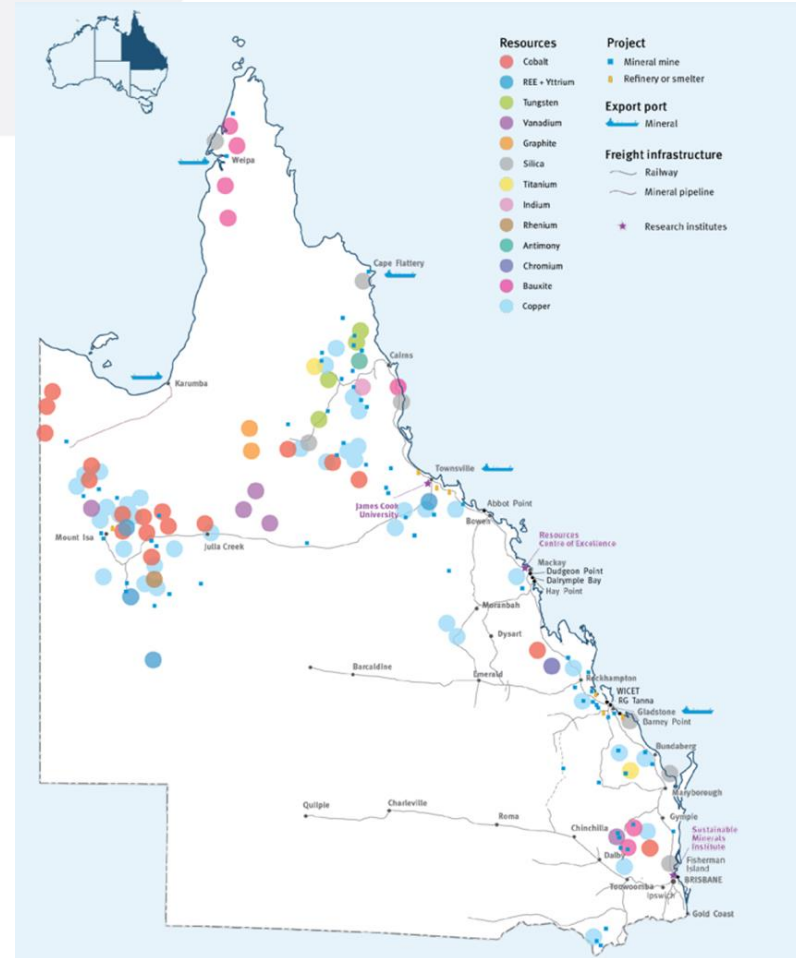 Resources
Cobalt
REE + Yttrium
Tungsten
Vanadium
Graphite
Silica
Titanium
Indium
Rhenium
Antimony
Chromium
Bauxite
Copper
Project
Mineral mine
Refinery or smelter
Export port
Mineral
Freight infrastructure
Railway
Mineral pipeline
Research institutes
Weipa
Cape Flattery
Cairns
Karumba
Townsville
James Cook
University
Abbot Point
Bowen
Mount Isa
Julia Creek
Resources
Centre of Excellence
Mackay
Dudgeon Point
Dalrymple Bay
Hay Point
Moranbah
Dysart
Barcaldine
Emerald
Rockhampton
WICET
RG Tanna
Gladstone
Barney Point
Bundaberg
Maryborough
Quilpie
Charleville
Roma
Chinchilla
Gympie
Sustainable
Minerals
Institute
Dalby
Fisherman
Island
BRISBANE
Toowoomba
Ipswich
Gold Coast